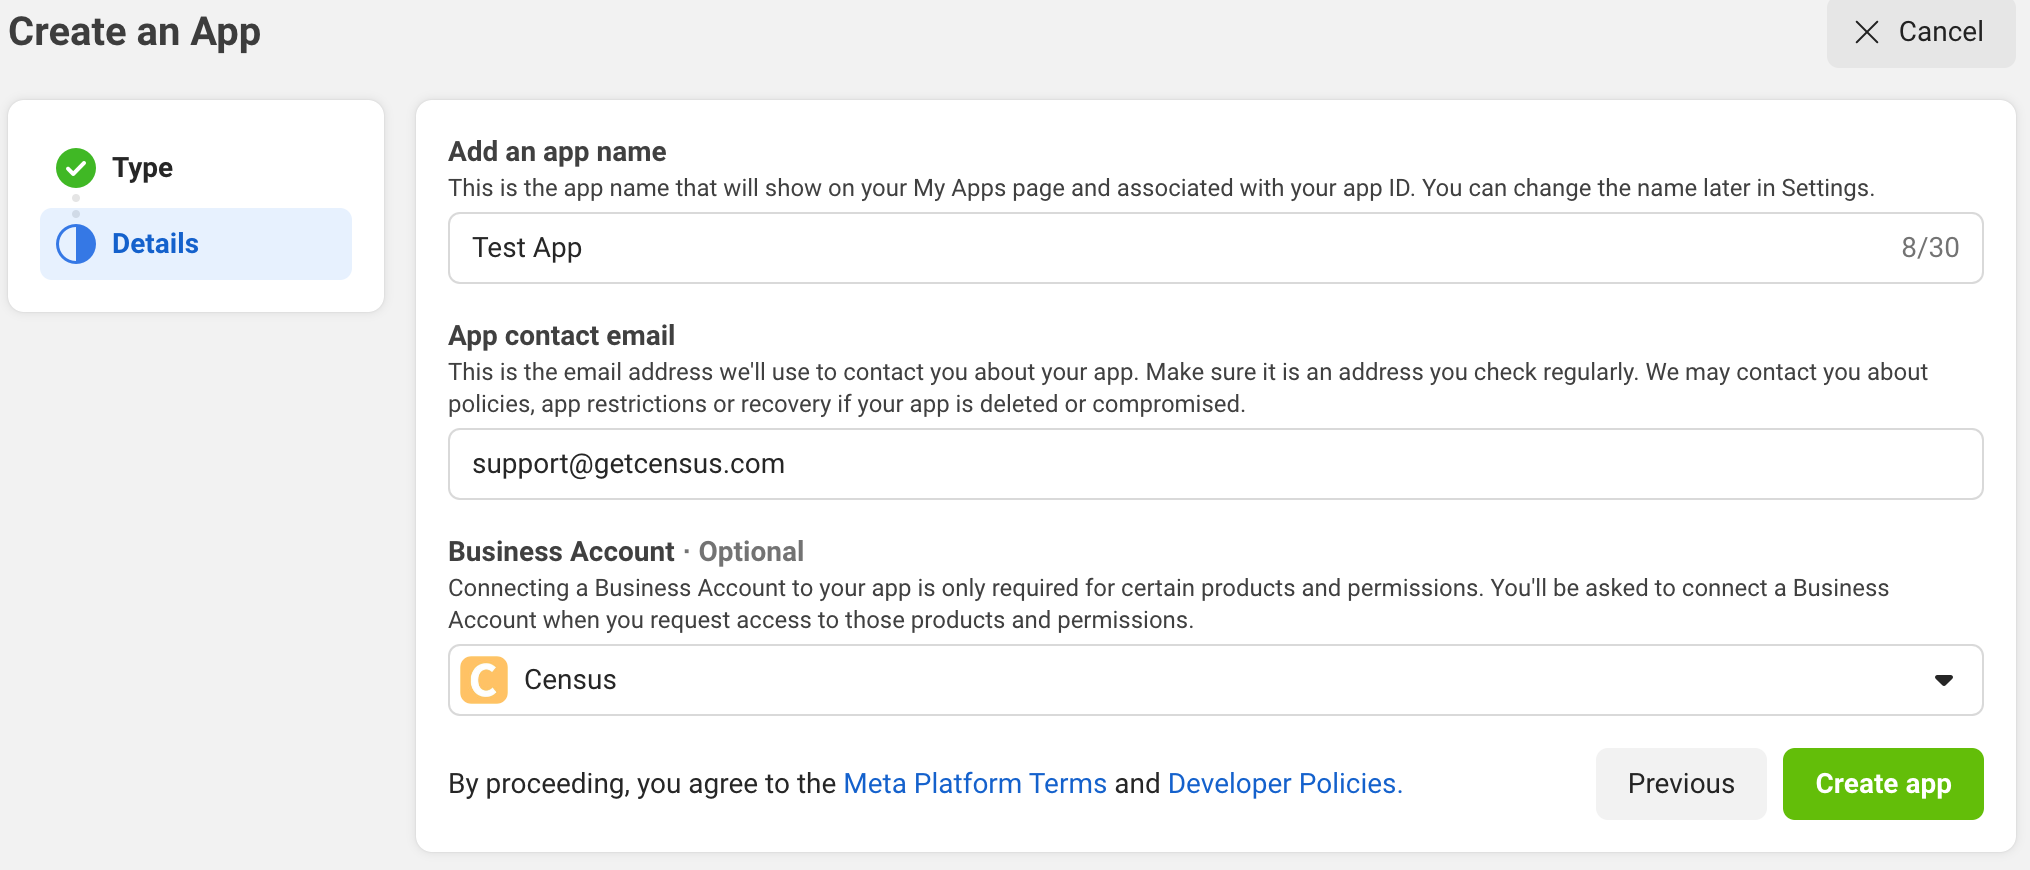 Create an App
Cancel
Type
Details
Add an app name
This is the app name that will show on your My Apps page and associated with your app ID. You can change the name later in Settings.
Test App
8/30
App contact email
This is the email address we'll use to contact you about your app. Make sure it is an address you check regularly. We may contact you about
policies, app restrictions or recovery if your app is deleted or compromised.
support@getcensus.com
Business Account · Optional
Connecting a Business Account to your app is only required for certain products and permissions. You'll be asked to connect a Business
Account when you request access to those products and permissions.
C Census
By proceeding, you agree to the Meta Platform Terms and Developer Policies.
Previous
Create app